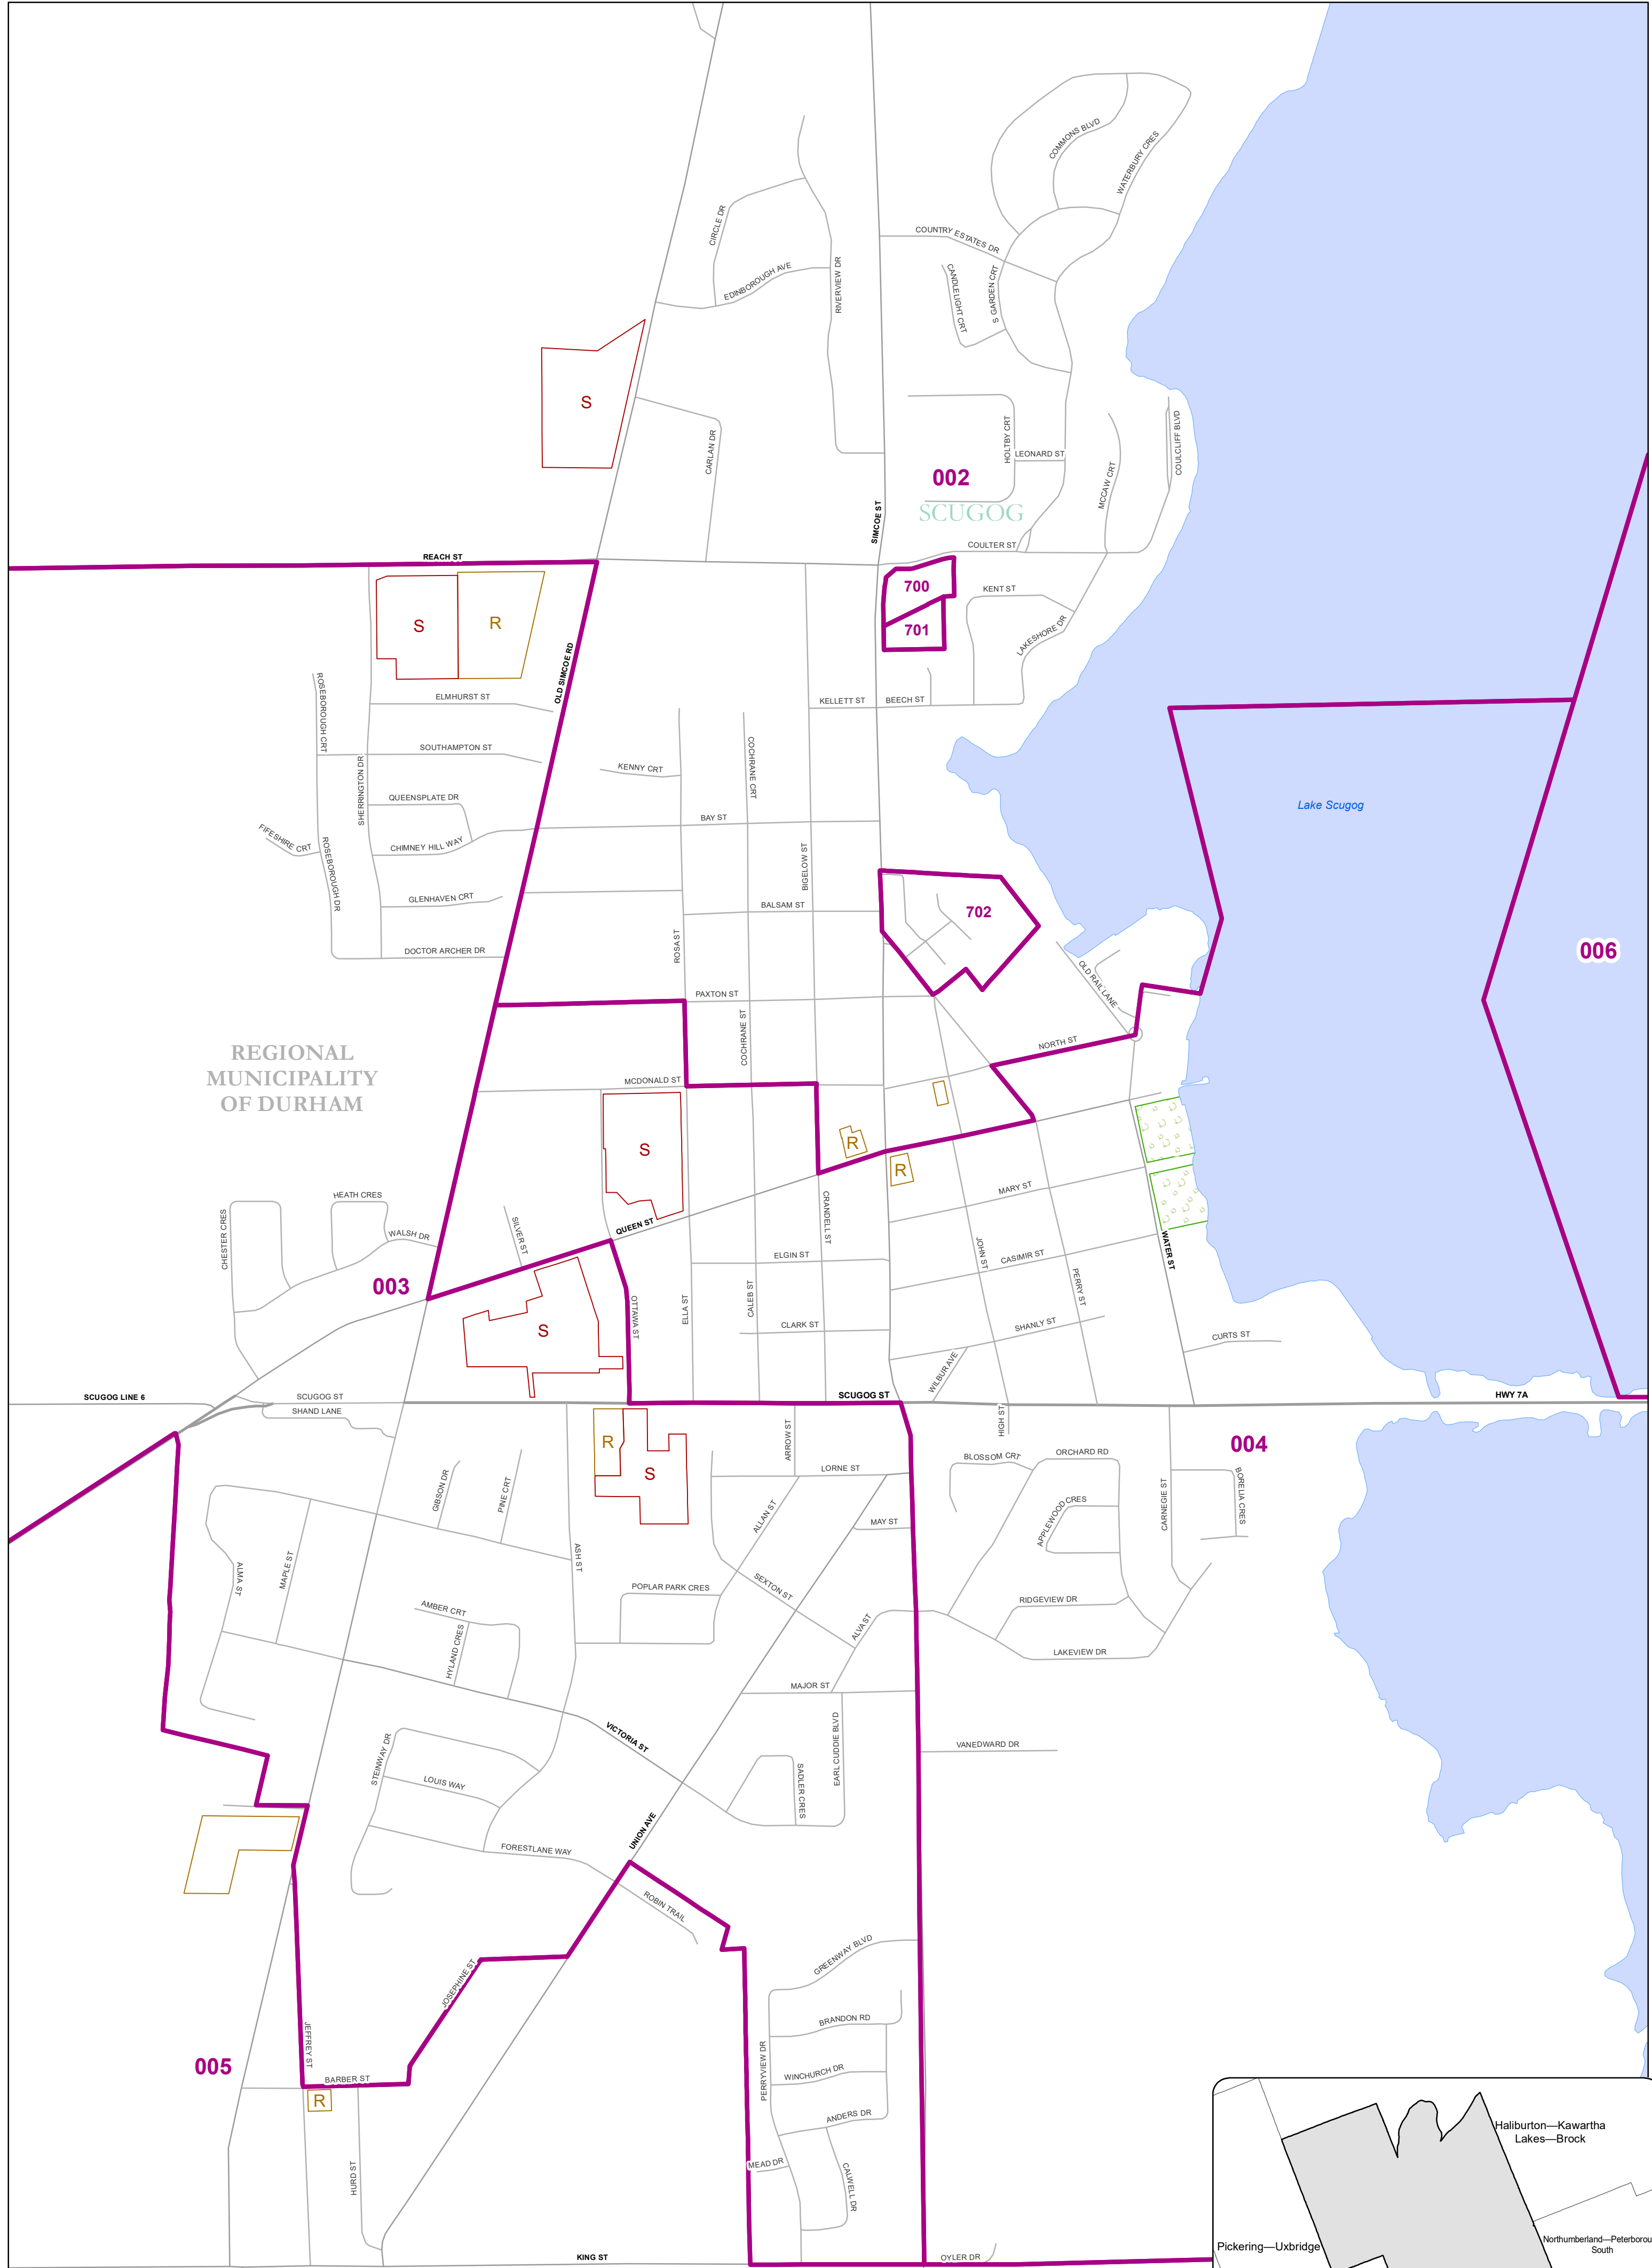 COMMONS BLVD
WATERBURY CRES
CIRCLE DR
COUNTRY ESTATES DR
EDINBOROUGH AVE
RIVERVIEW DR
CANDLELIGHT CRT
S GARDEN CRT
S
CARLAN DR
HOLTBY CRT
LEONARD ST
MCCAW CRT
COULCLIFF BLVD
002
SCUGOG
SIMCOE ST
COULTER ST
REACH ST
700
KENT ST
S
R
701
LAKESHORE DR
OLD SIMCOE RD
ELMHURST ST
KELLETT ST
BEECH ST
ROSEBOROUGH CRT
SOUTHAMPTON ST
SHERRINGTON DR
KENNY CRT
COCHRANE CRT
QUEENSPLATE DR
Lake Scugog
BAY ST
FIFESHIRE CRT
CHIMNEY HILL WAY
BIGELOW ST
ROSEBOROUGH DR
GLENHAVEN CRT
BALSAM ST
702
ROSA ST
DOCTOR ARCHER DR
006
OLD RAIL LANE
PAXTON ST
COCHRANE ST
NORTH ST
REGIONAL
MUNICIPALITY
OF DURHAM
MCDONALD ST
S
R
R
MARY ST
HEATH CRES
CHESTER CRES
WALSH DR
SILVER ST
QUEEN ST
CRANDELL ST
JOHN ST
WATER ST
ELGIN ST
CASIMIR ST
003
PERRY ST
S
OTTAWA ST
ELLA ST
CALEB ST
CLARK ST
SHANLY ST
CURTS ST
WILBUR AVE
SCUGOG LINE 6
SCUGOG ST
SCUGOG ST
HWY 7A
SHAND LANE
HIGH ST
ARROW ST
R
S
004
BLOSSOM CRT
ORCHARD RD
LORNE ST
GIBSON DR
PINE CRT
CARNEGIE ST
BORELIA CRES
APPLEWOOD CRES
ALLAN ST
MAY ST
ASH ST
ALMA ST
MAPLE ST
POPLAR PARK CRES
SEXTON ST
RIDGEVIEW DR
AMBER CRT
HYLAND CRES
ALVA ST
LAKEVIEW DR
MAJOR ST
VICTORIA ST
EARL CUDDIE BLVD
VANEDWARD DR
STEINWAY DR
LOUIS WAY
SADLER CRES
UNION AVE
FORESTLANE WAY
ROBIN TRAIL
GREENWAY BLVD
JOSEPHINE ST
BRANDON RD
JEFFREY ST
PERRYVIEW DR
005
WINCHURCH DR
BARBER ST
R
ANDERS DR
MEAD DR
CALWELL DR
HURD ST
KING ST
OYLER DR
Haliburton—Kawartha
Lakes—Brock
Pickering—Uxbridge
South